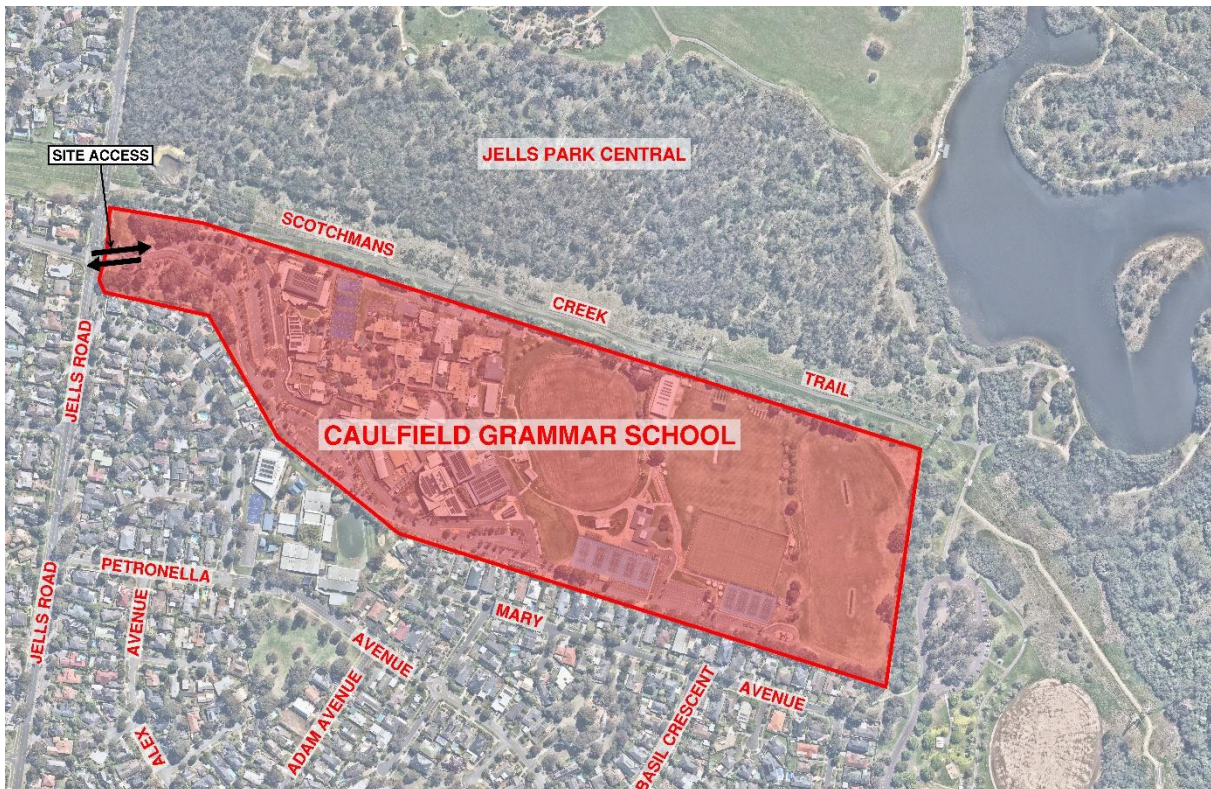 SITE ACCESS
JELLS PARK CENTRAL
SCOTCHMANS
CREEK
TRAIL
JELLS ROAD
CAULFIELD GRAMMAR SCHOOL
PETRONELLA
AVENUE
JELLS ROAD
AVENUE
MARY
AVENUE
ADAM AVENUE
BASIL CRESCENT
ALEX